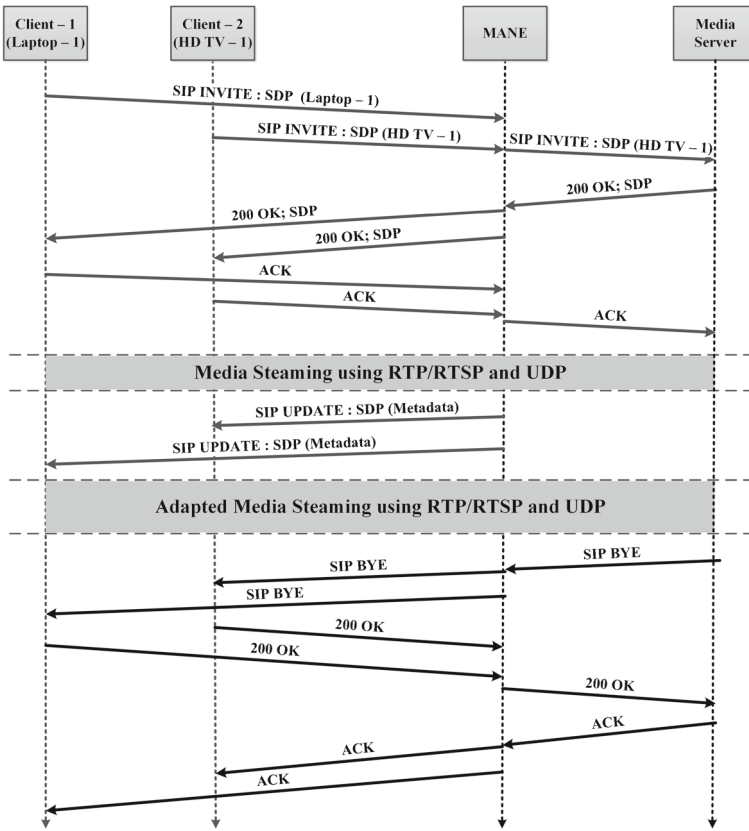 Client – 1
(Laptop – 1)
Client – 2
(HD TV – 1)
MANE
Media
Server
SIP INVITE : SDP (Laptop – 1)
SIP INVITE : SDP (HD TV – 1)
SIP INVITE : SDP (HD TV – 1)
200 OK; SDP
200 OK; SDP
200 OK; SDP
ACK
ACK
ACK
Media Steaming using RTP/RTSP and UDP
SIP UPDATE : SDP (Metadata)
SIP UPDATE : SDP (Metadata)
Adapted Media Steaming using RTP/RTSP and UDP
SIP BYE
SIP BYE
SIP BYE
200 OK
200 OK
200 OK
ACK
ACK
ACK